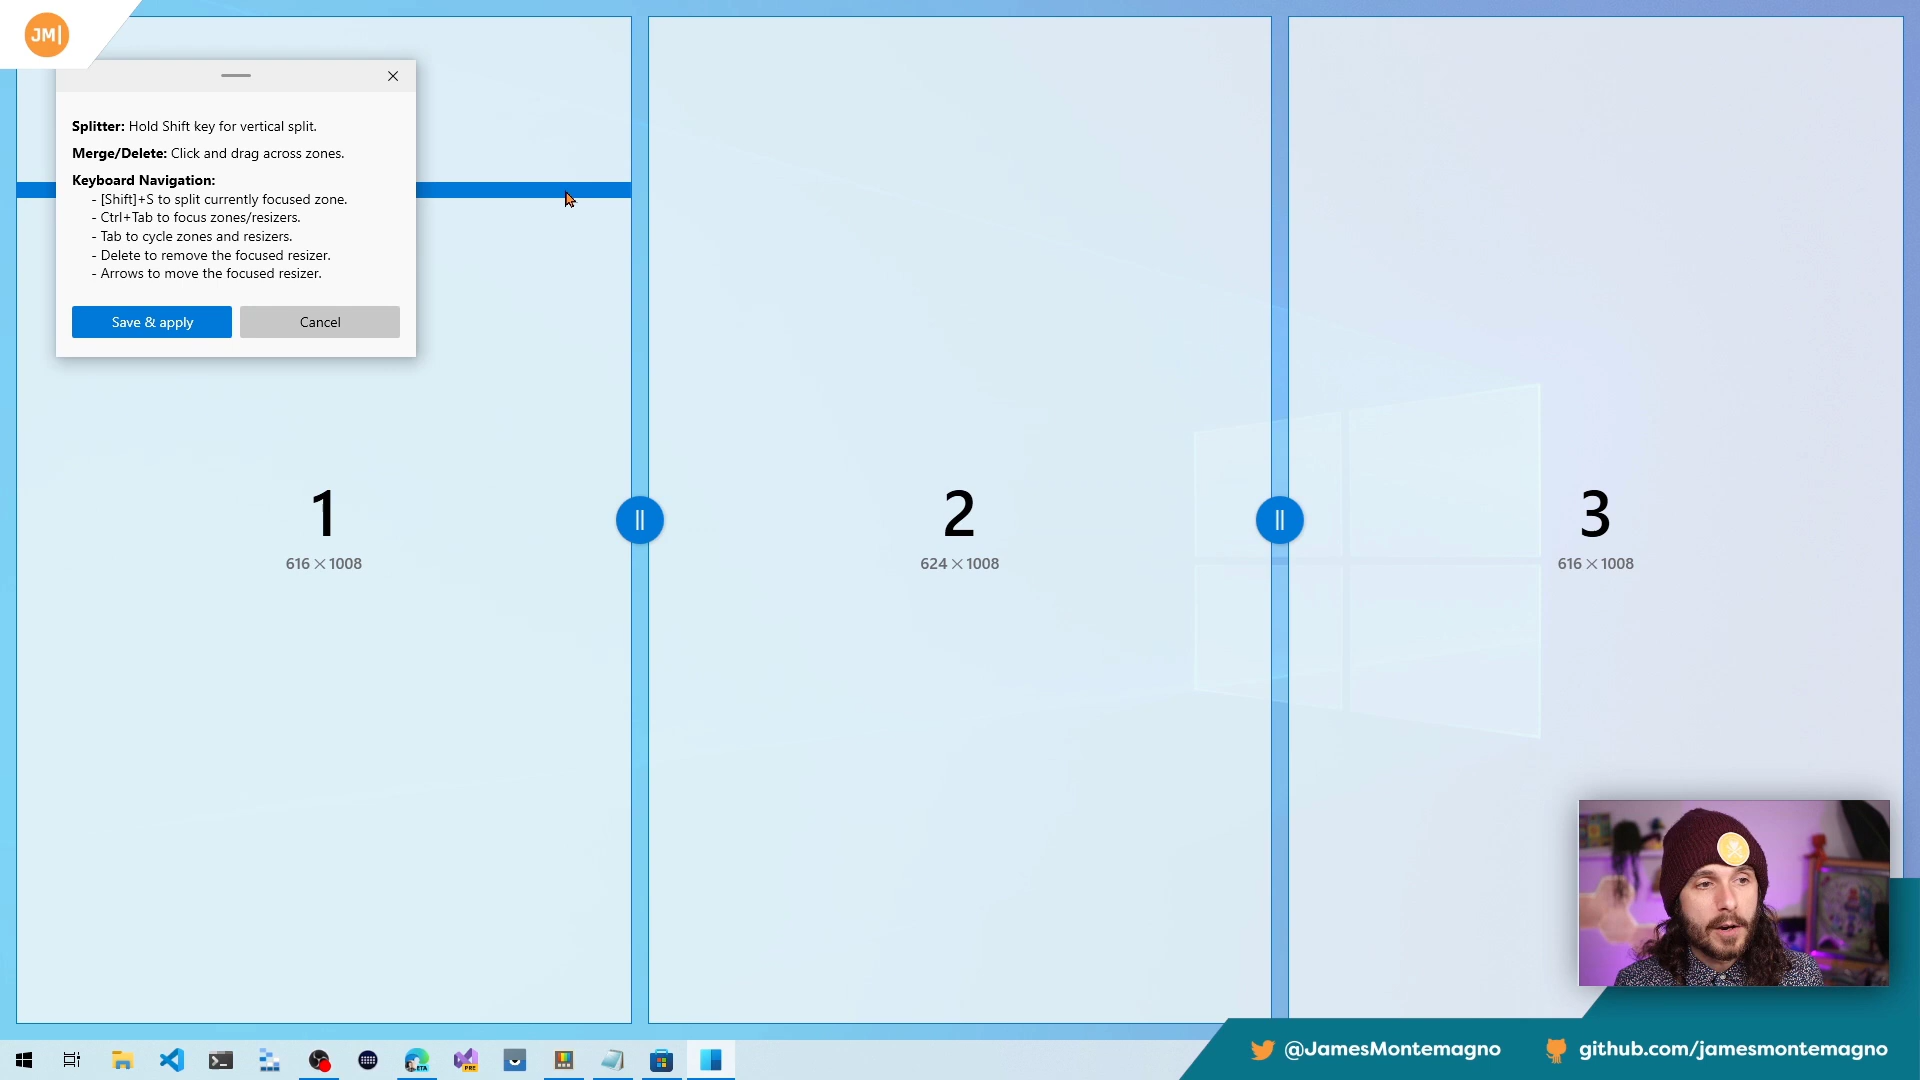 JM|
Splitter: Hold Shift key for vertical split.
Merge/Delete: Click and drag across zones.
Keyboard Navigation:
- [Shift]+S to split currently focused zone.
- Ctrl+Tab to focus zones/resizers.
- Tab to cycle zones and resizers.
- Delete to remove the focused resizer.
- Arrows to move the focused resizer.
Save & apply
Cancel
1
616 × 1008
2
624 × 1008
3
616 × 1008
BETA
PRE
@JamesMontemagno
github.com/jamesmontemagno